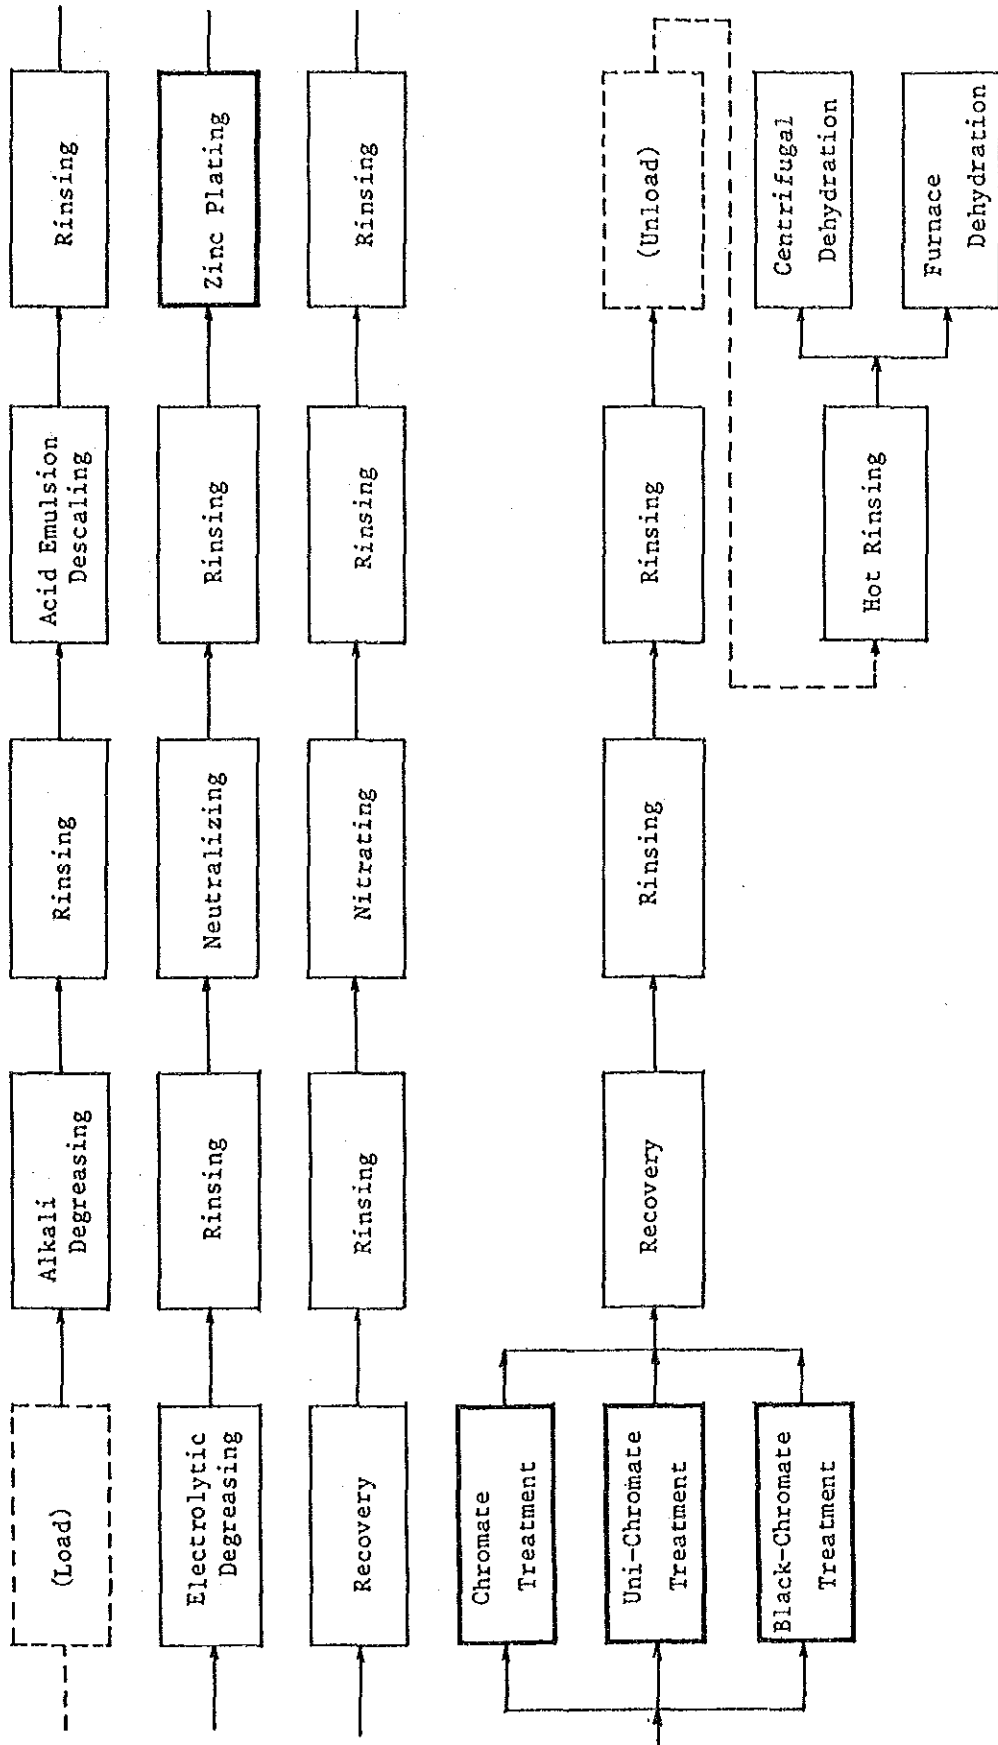 (Load)
Alkali
Degreasing
Rinsing
Acid Emulsion
Descaling
Rinsing
Electrolytic
Degreasing
Rinsing
Neutralizing
Rinsing
Zinc Plating
Recovery
Rinsing
Nitrating
Rinsing
Rinsing
Chromate
Treatment
Uni-Chromate
Treatment
Black-Chromate
Treatment
Recovery
Rinsing
Rinsing
(Unload)
Hot Rinsing
Centrifugal
Dehydration
Furnace
Dehydration